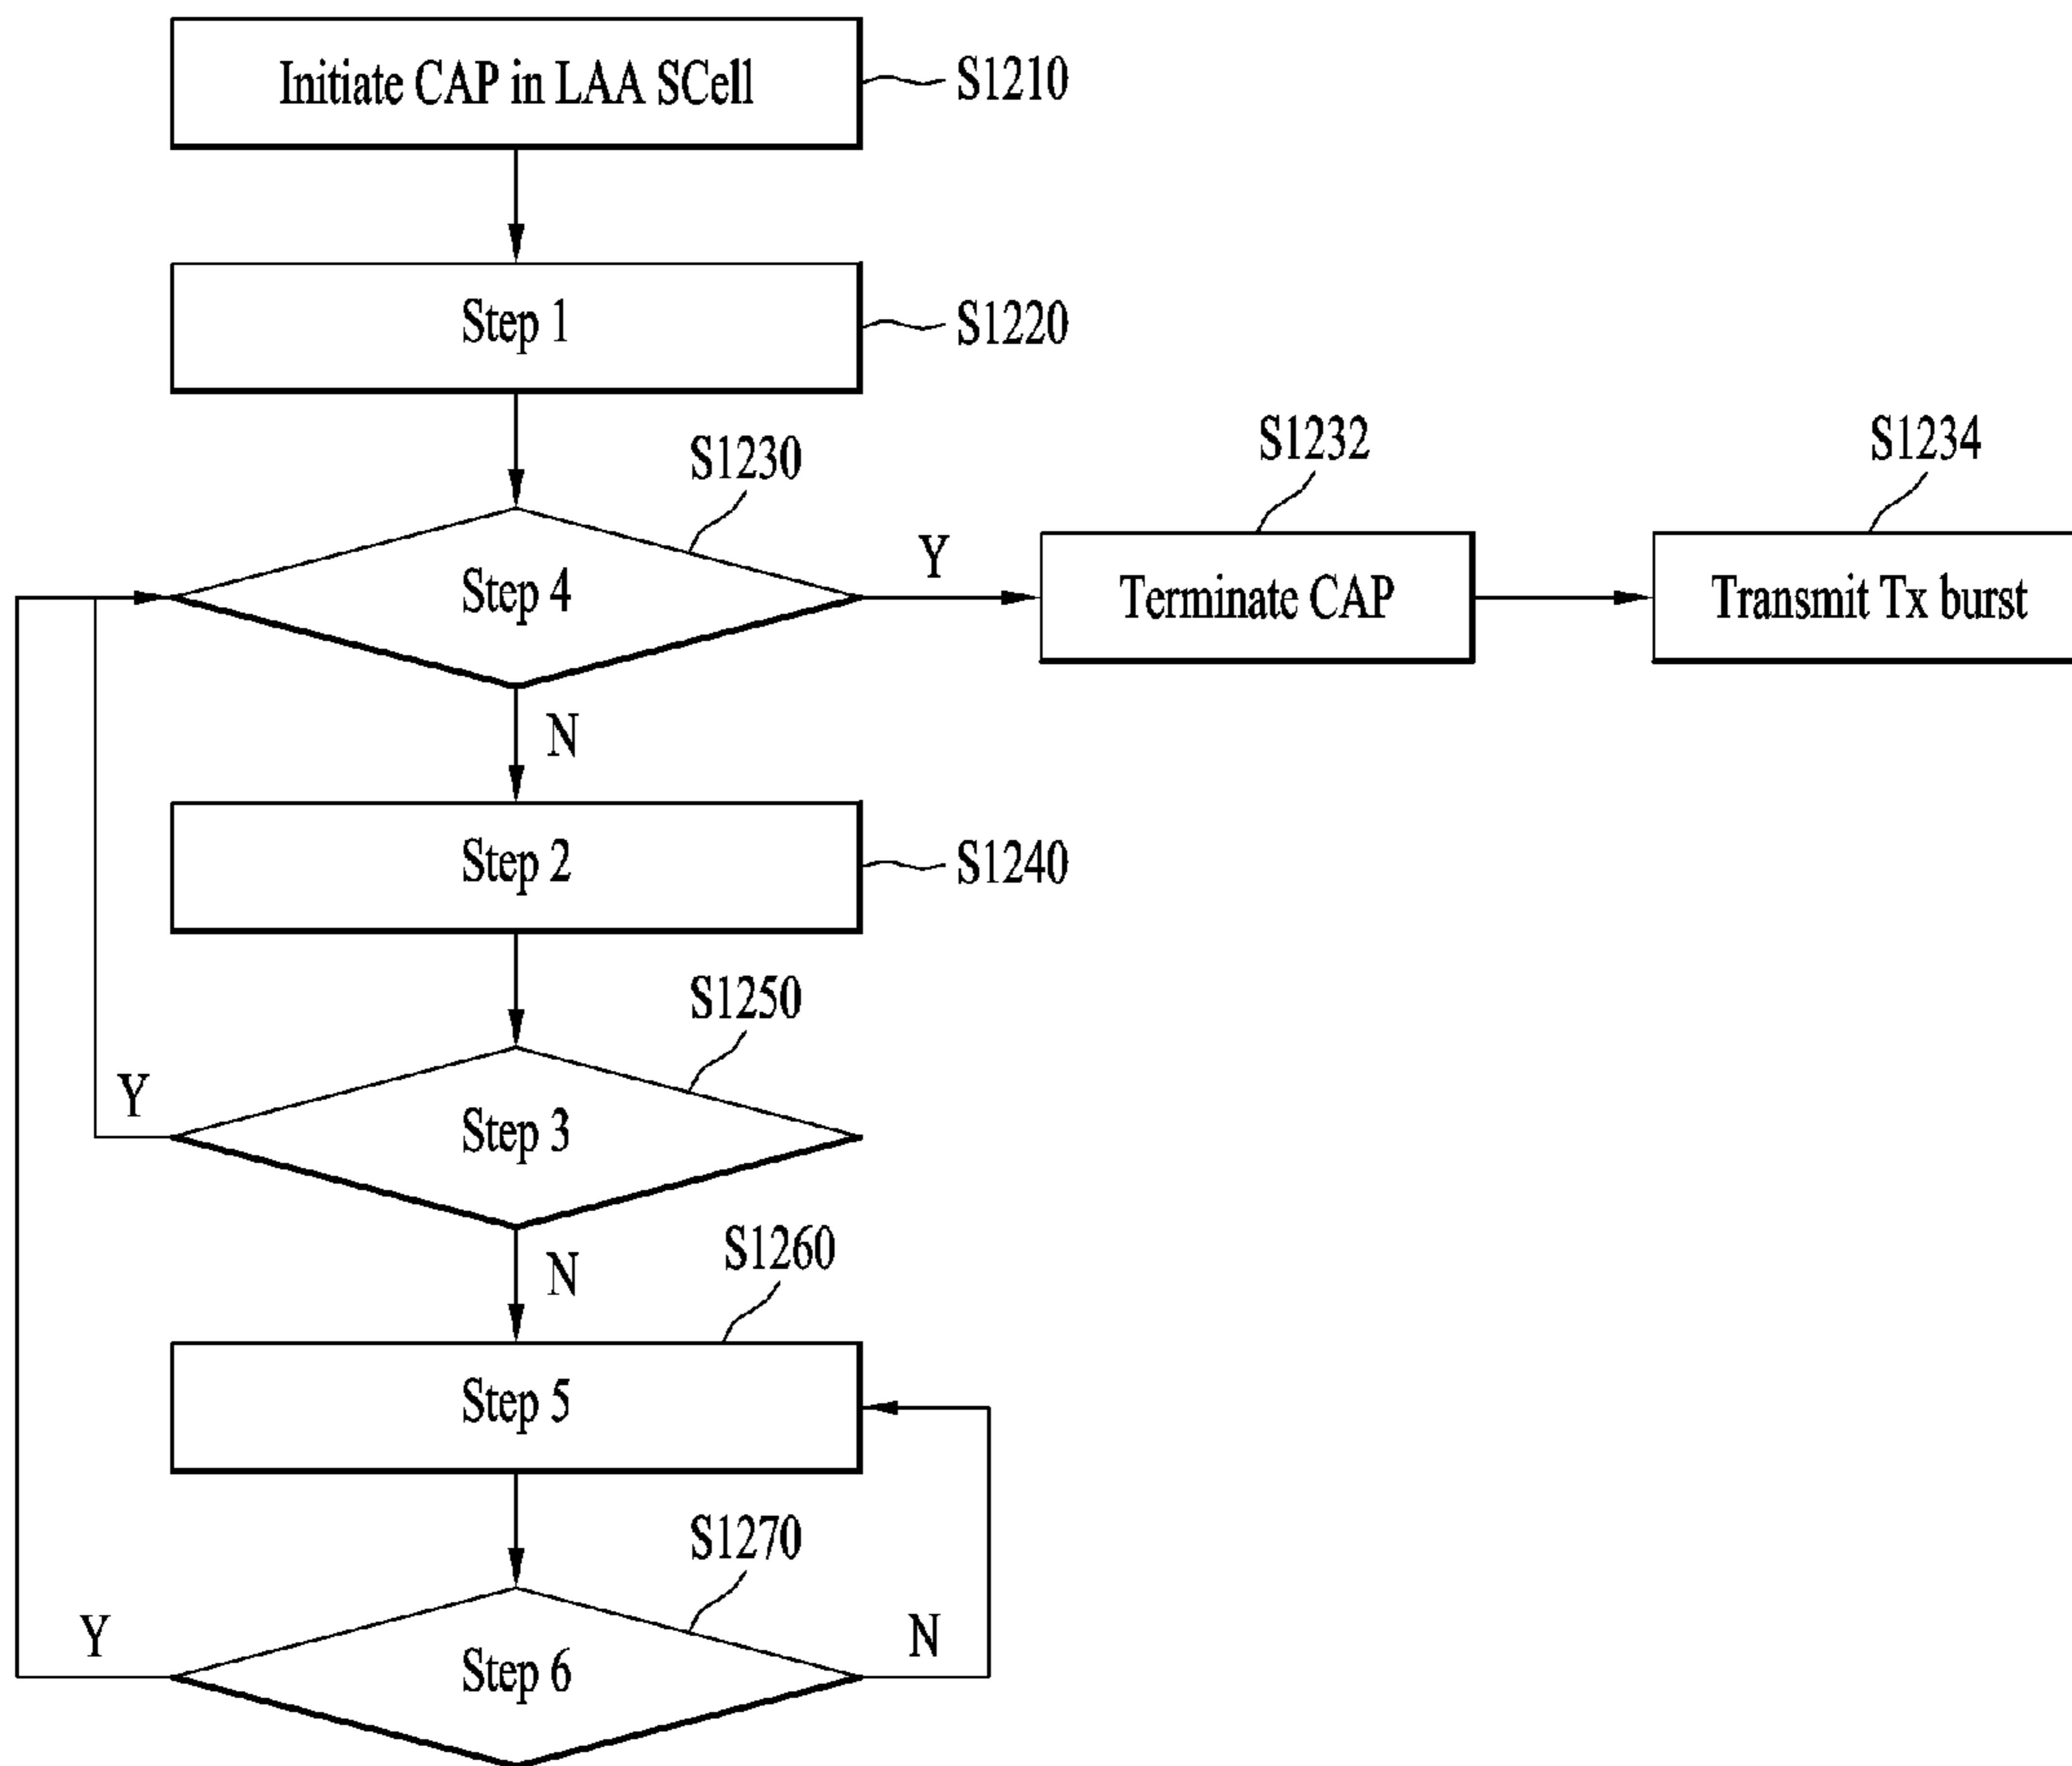 Initiate CAP in LAA SCell
S1210
Step 1
S1220
S1230
Step 4
Y
S1232
Terminate CAP
S1234
Transmit Tx burst
N
Step 2
S1240
S1250
Y
Step 3
N
S1260
Step 5
S1270
Y
Step 6
N